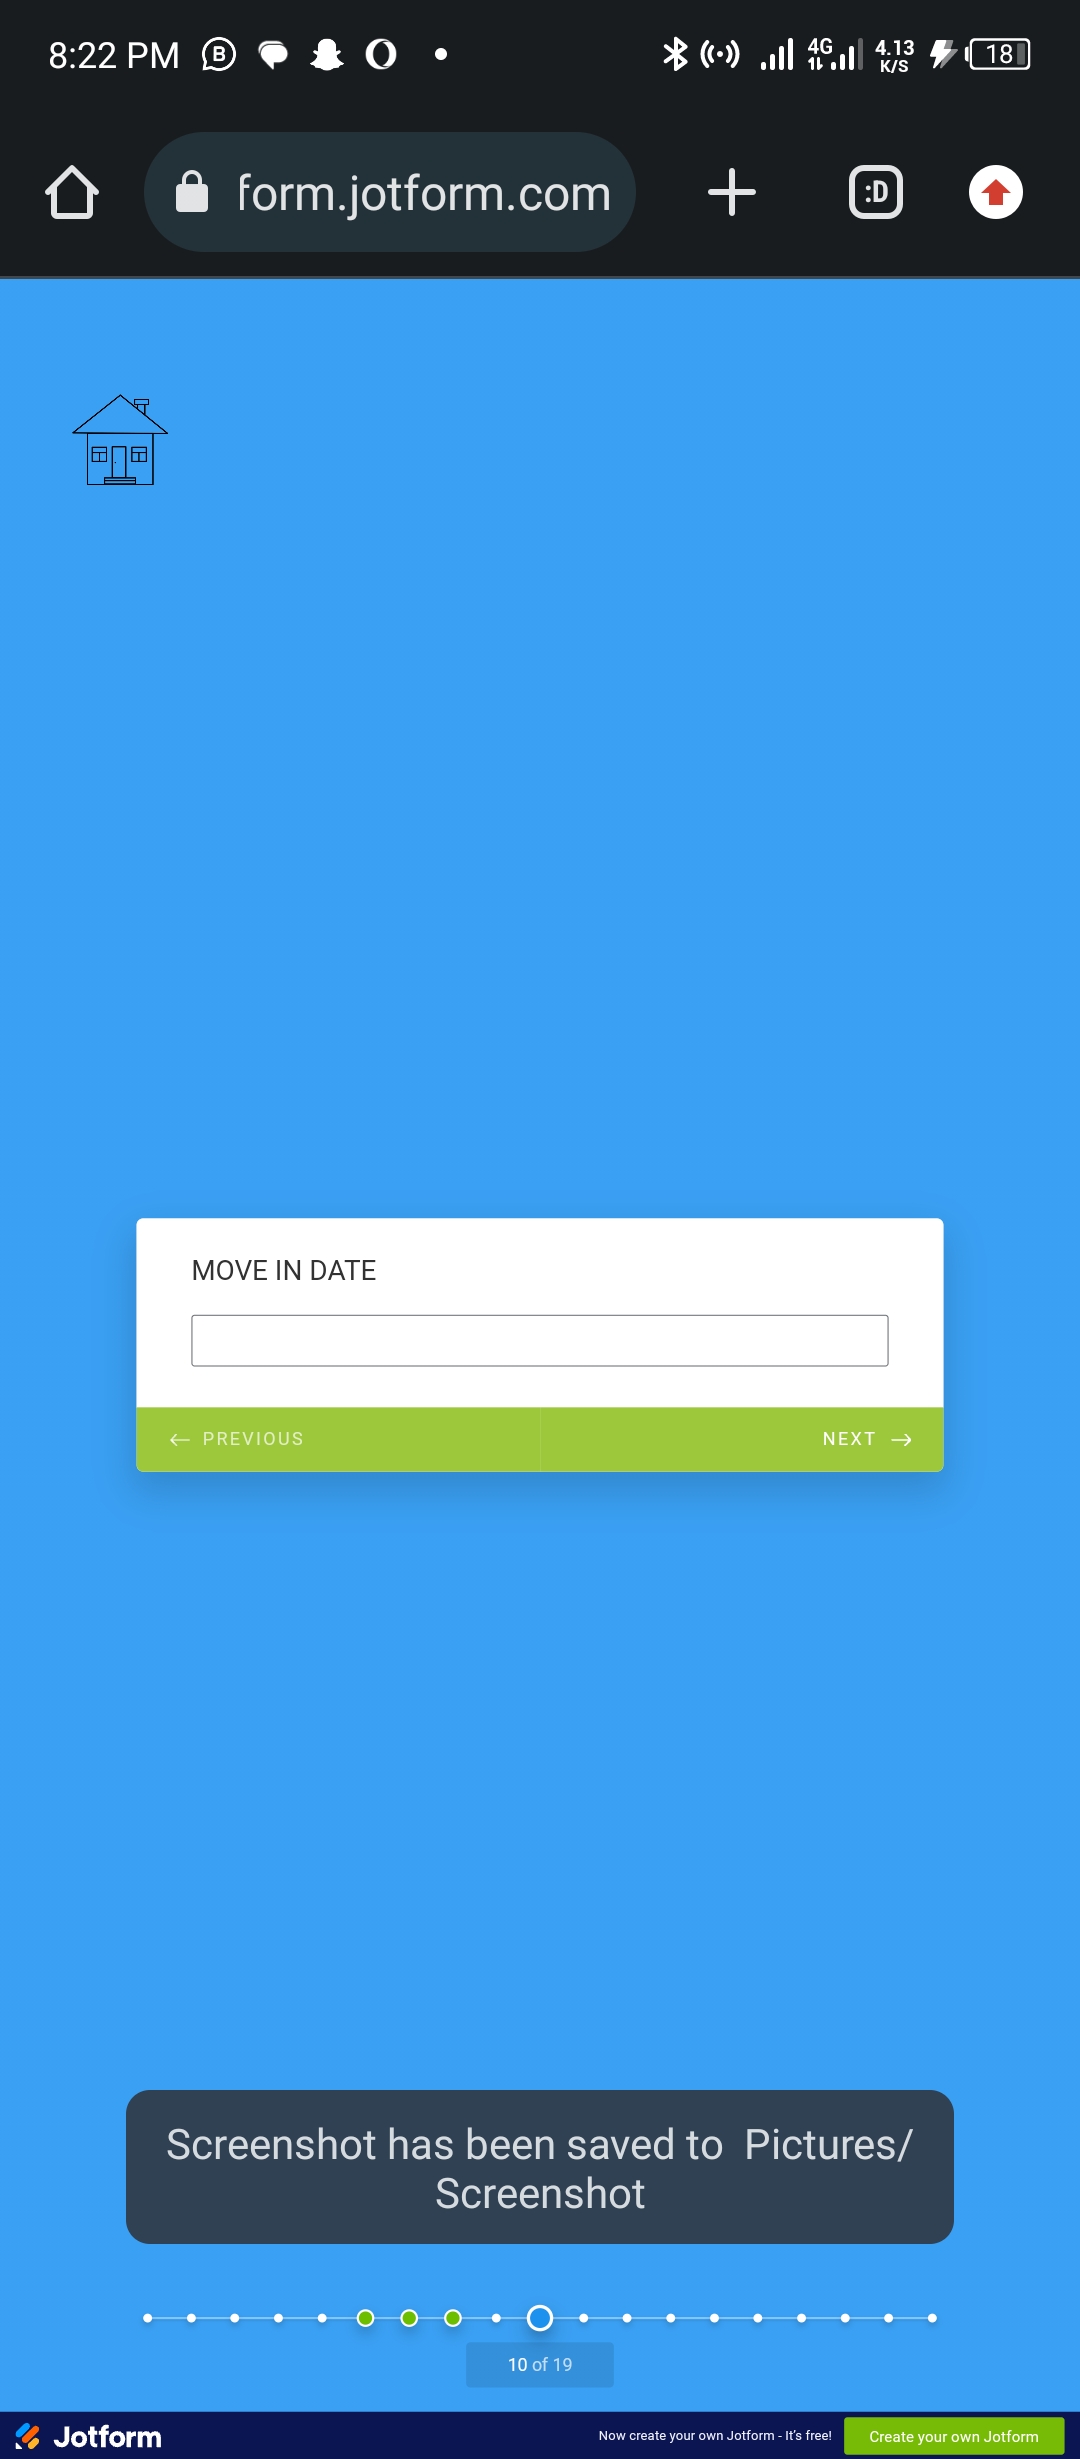 8:22 PM B 4G 4.13 K/S 18
form.jotform.com :D
MOVE IN DATE
PREVIOUS NEXT
Screenshot has been saved to Pictures/
Screenshot
10 of 19
Jotform Now create your own Jotform - It's free! Create your own Jotform